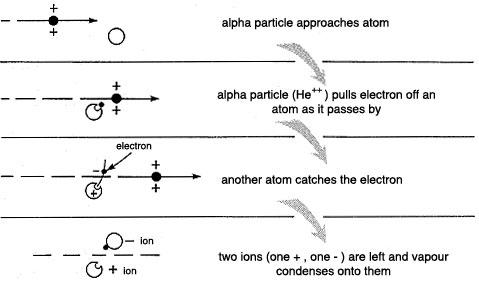 +
+
alpha particle approaches atom
+
+
alpha particle (He++) pulls electron off an
atom as it passes by
electron
−
+
+
+
another atom catches the electron
− ion
+ ion
two ions (one + , one - ) are left and vapour
condenses onto them